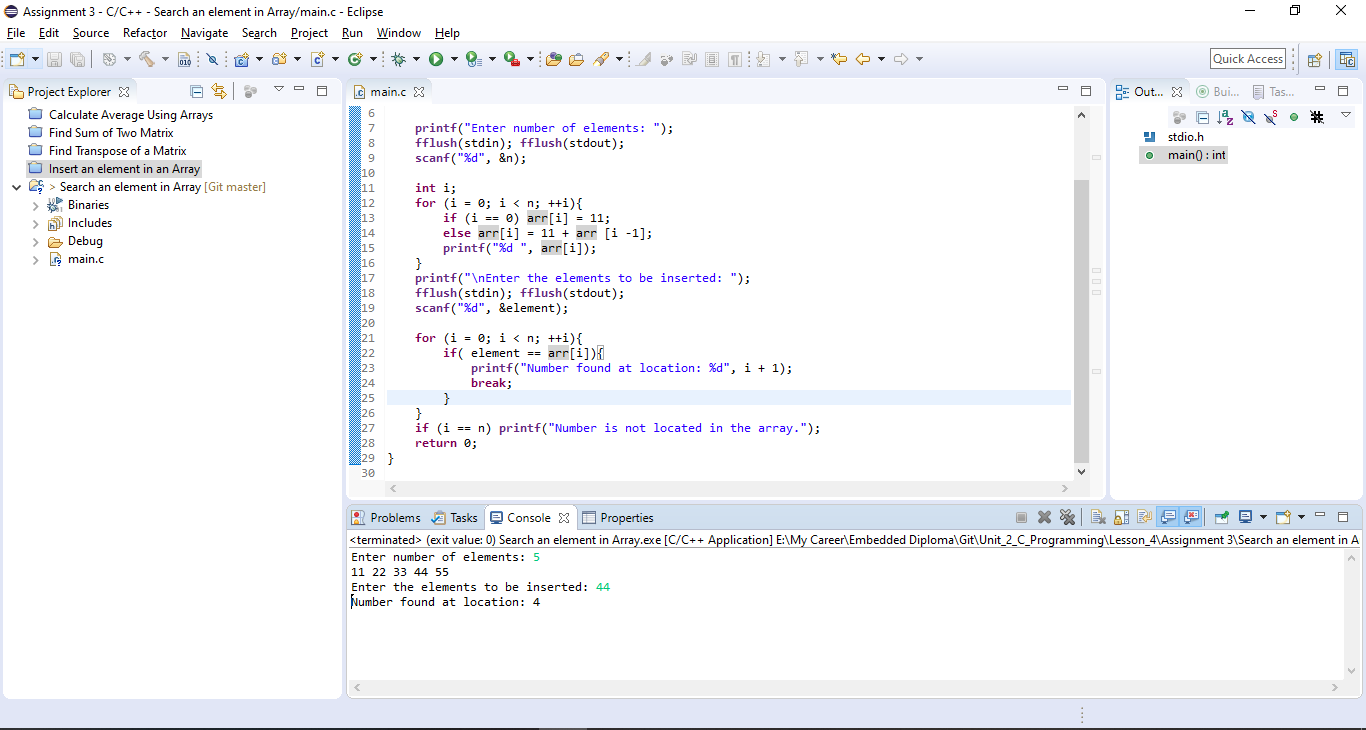 Assignment 3 - C/C++ - Search an element in Array/main.c - Eclipse
File Edit Source Refactor Navigate Search Project Run Window Help
Quick Access
Project Explorer
Calculate Average Using Arrays
Find Sum of Two Matrix
Find Transpose of a Matrix
Insert an element in an Array
> Search an element in Array [Git master]
Binaries
Includes
Debug
main.c
main.c
6
7 printf("Enter number of elements: ");
8 fflush(stdin); fflush(stdout);
9 scanf("%d", &n);
10
11 int i;
12 for (i = 0; i < n; ++i){
13 if (i == 0) arr[i] = 11;
14 else arr[i] = 11 + arr [i -1];
15 printf("%d ", arr[i]);
16 }
17 printf("\nEnter the elements to be inserted: ");
18 fflush(stdin); fflush(stdout);
19 scanf("%d", &element);
20
21 for (i = 0; i < n; ++i){
22 if( element == arr[i]){
23 printf("Number found at location: %d", i + 1);
24 break;
25 }
26 }
27 if (i == n) printf("Number is not located in the array.");
28 return 0;
29 }
30
Out... Bui... Tas...
stdio.h
main() : int
Problems Tasks Console Properties
<terminated> (exit value: 0) Search an element in Array.exe [C/C++ Application] E:\My Career\Embedded Diploma\Git\Unit_2_C_Programming\Lesson_4\Assignment 3\Search an element in A
Enter number of elements: 5
11 22 33 44 55
Enter the elements to be inserted: 44
Number found at location: 4